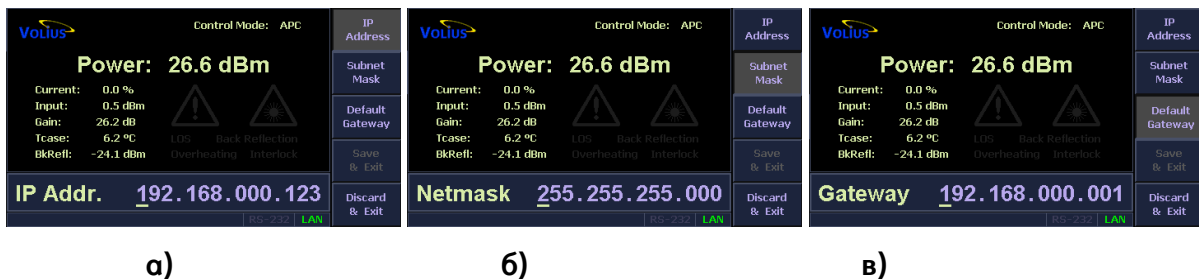 VOLIUS
Control Mode: APC
Power: 26.6 dBm
Current: 0.0 %
Input: 0.5 dBm
Gain: 26.2 dB
Tcase: 6.2 ºC
BkRefl: -24.1 dBm
LOS Back Reflection
Overheating Interlock
IP Addr. 192.168.000.123
RS-232 LAN
IP
Address
Subnet
Mask
Default
Gateway
Save
& Exit
Discard
& Exit
а)
VOLIUS
Control Mode: APC
Power: 26.6 dBm
Current: 0.0 %
Input: 0.5 dBm
Gain: 26.2 dB
Tcase: 6.2 ºC
BkRefl: -24.1 dBm
LOS Back Reflection
Overheating Interlock
Netmask 255.255.255.000
RS-232 LAN
IP
Address
Subnet
Mask
Default
Gateway
Save
& Exit
Discard
& Exit
б)
VOLIUS
Control Mode: APC
Power: 26.6 dBm
Current: 0.0 %
Input: 0.5 dBm
Gain: 26.2 dB
Tcase: 6.2 ºC
BkRefl: -24.1 dBm
LOS Back Reflection
Overheating Interlock
Gateway 192.168.000.001
RS-232 LAN
IP
Address
Subnet
Mask
Default
Gateway
Save
& Exit
Discard
& Exit
в)